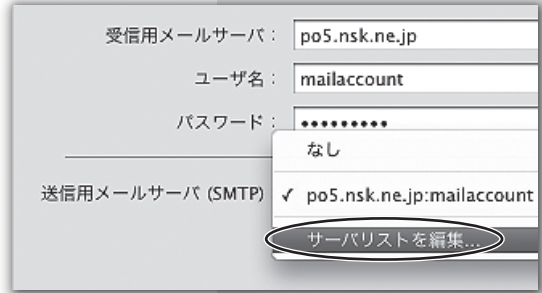 受信用メールサーバ： po5.nsk.ne.jp
ユーザ名： mailaccount
パスワード： •••••••••
なし
送信用メールサーバ (SMTP) ✓ po5.nsk.ne.jp:mailaccount
サーバリストを編集...